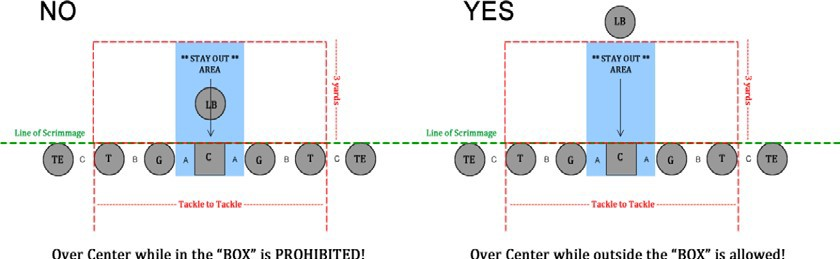 NO
** STAY OUT **
AREA
LB
3 yards
Line of Scrimmage
TE C T B G A C A G B T C TE
Tackle to Tackle
Over Center while in the “BOX” is PROHIBITED!
YES
LB
** STAY OUT **
AREA
3 yards
Line of Scrimmage
TE C T B G A C A G B T C TE
Tackle to Tackle
Over Center while outside the “BOX” is allowed!